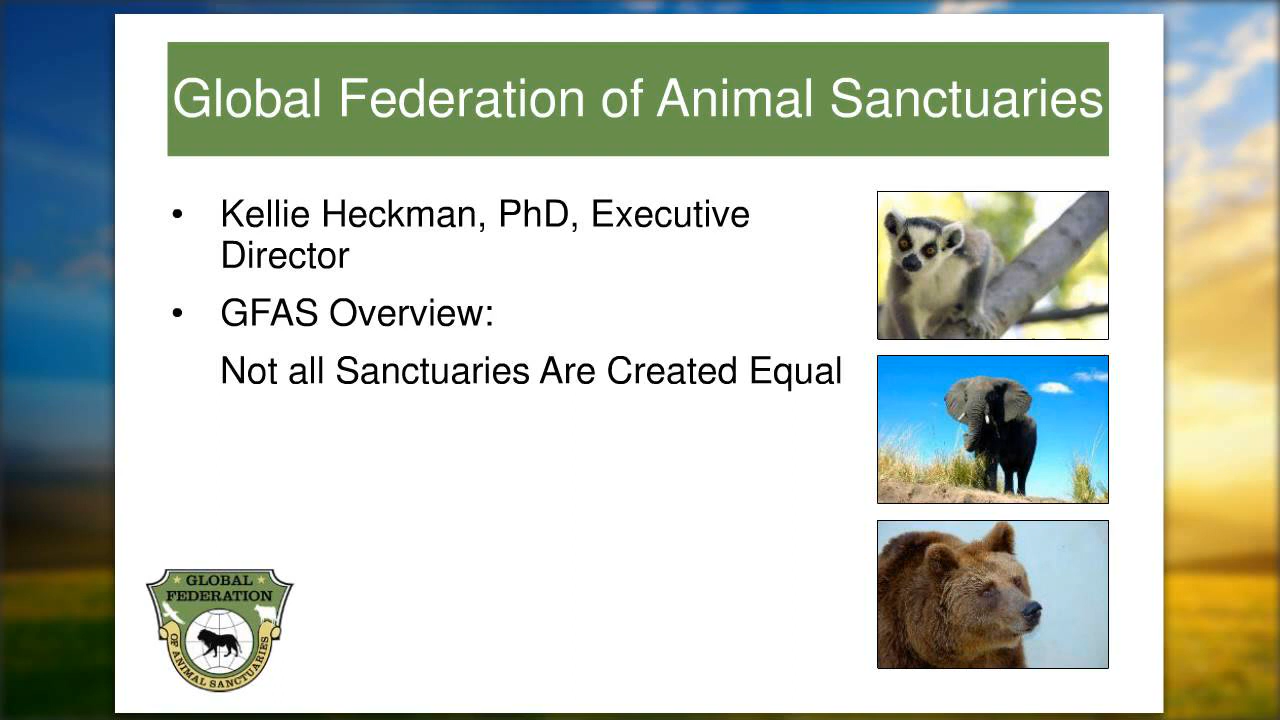 Global Federation of Animal Sanctuaries
• Kellie Heckman, PhD, Executive
Director
• GFAS Overview:
Not all Sanctuaries Are Created Equal
GLOBAL
FEDERATION
OF ANIMAL SANCTUARIES